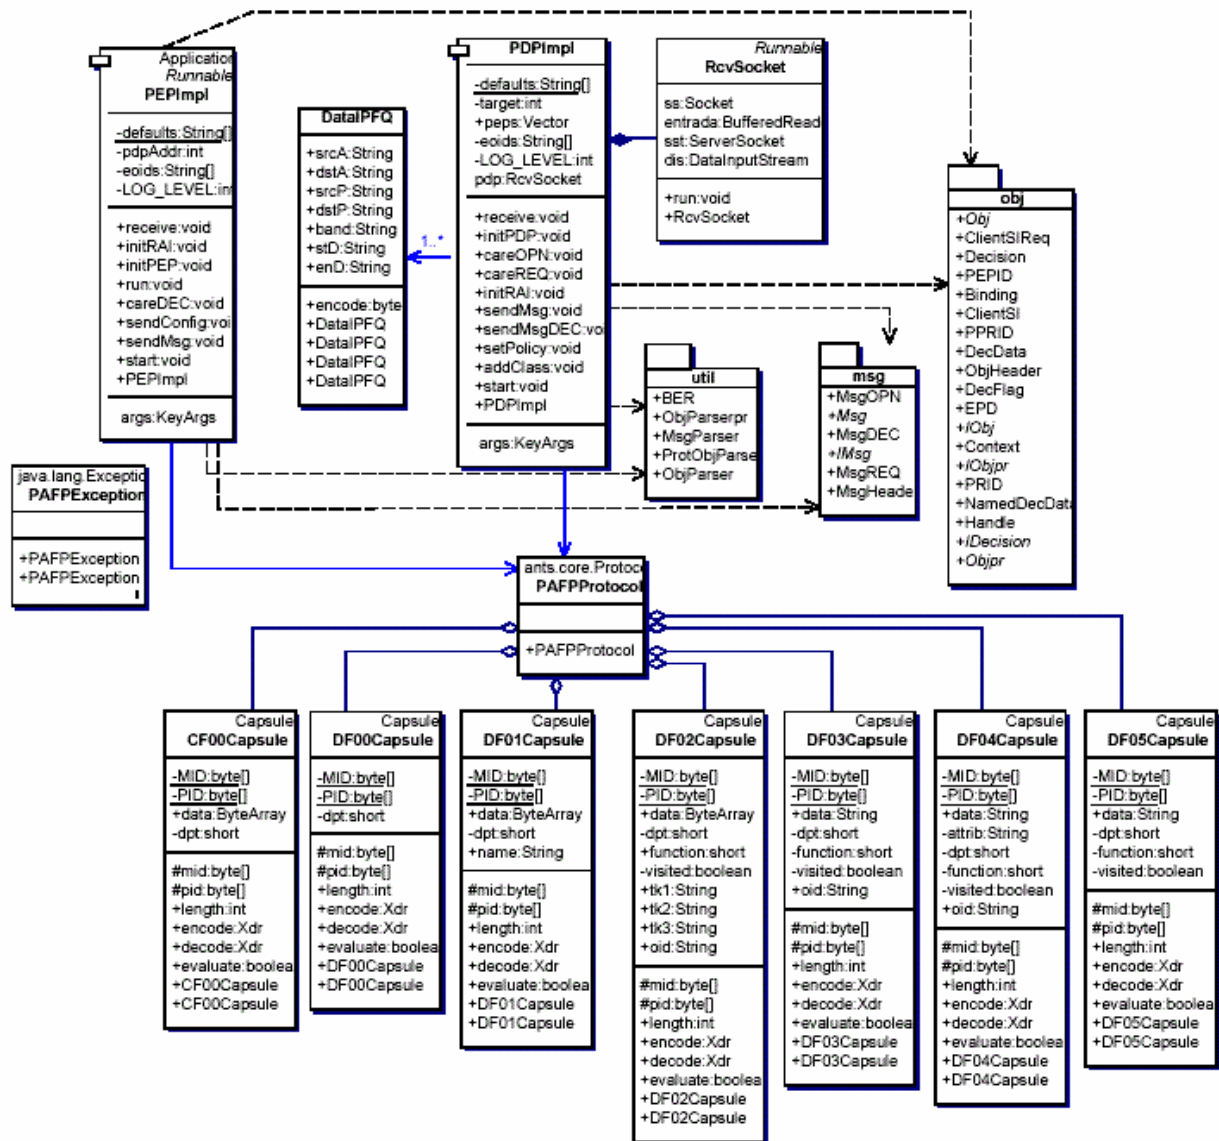 Application
Runnable
PEPImpl
-defaults:String[]
-pdpAddr:int
-eoids:String[]
-LOG_LEVEL:int
+receive:void
+initRAI:void
+initPEP:void
+run:void
+careDEC:void
+sendConfig:voi
+sendMsg:void
+start:void
+PEPImpl
args:KeyArgs
DataIPFQ
+srcA:String
+dstA:String
+srcP:String
+dstP:String
+band:String
+stD:String
+enD:String
+encode:byte
+DataIPFQ
+DataIPFQ
+DataIPFQ
+DataIPFQ
1..*
PDPImpl
-defaults:String[]
-target:int
+peps:Vector
-eoids:String[]
-LOG_LEVEL:int
pdp:RcvSocket
+receive:void
+initPDP:void
+careOPN:void
+careREQ:void
+initRAI:void
+sendMsg:void
+sendMsgDEC:vo
+setPolicy:void
+addClass:void
+start:void
+PDPImpl
args:KeyArgs
Runnable
RcvSocket
ss:Socket
entrada:BufferedRead
sst:ServerSocket
dis:DataInputStream
+run:void
+RcvSocket
util
+BER
+ObjParserpr
+MsgParser
+ProtObjParse
+ObjParser
msg
+MsgOPN
+Msg
+MsgDEC
+IMsg
+MsgREQ
+MsgHeade
obj
+Obj
+ClientSIReq
+Decision
+PEPID
+Binding
+ClientSI
+PPRID
+DecData
+ObjHeader
+DecFlag
+EPD
+IObj
+Context
+IObjpr
+PRID
+NamedDecData
+Handle
+IDecision
+Objpr
java.lang.Exceptio
PAFPException
+PAFPException
+PAFPException
ants.core.Protoco
PAFPProtocol
+PAFPProtocol
Capsule
CF00Capsule
-MID:byte[]
-PID:byte[]
+data:ByteArray
-dpt:short
#mid:byte[]
#pid:byte[]
+length:int
+encode:Xdr
+decode:Xdr
+evaluate:boolea
+CF00Capsule
+CF00Capsule
Capsule
DF00Capsule
-MID:byte[]
-PID:byte[]
-dpt:short
#mid:byte[]
#pid:byte[]
+length:int
+encode:Xdr
+decode:Xdr
+evaluate:boolea
+DF00Capsule
+DF00Capsule
Capsule
DF01Capsule
-MID:byte[]
-PID:byte[]
+data:ByteArray
-dpt:short
+name:String
#mid:byte[]
#pid:byte[]
+length:int
+encode:Xdr
+decode:Xdr
+evaluate:boolea
+DF01Capsule
+DF01Capsule
Capsule
DF02Capsule
-MID:byte[]
-PID:byte[]
+data:ByteArray
-dpt:short
+function:short
-visited:boolean
+tk1:String
+tk2:String
+tk3:String
+oid:String
#mid:byte[]
#pid:byte[]
+length:int
+encode:Xdr
+decode:Xdr
+evaluate:boolea
+DF02Capsule
+DF02Capsule
Capsule
DF03Capsule
-MID:byte[]
-PID:byte[]
+data:String
-dpt:short
-function:short
-visited:boolean
+oid:String
#mid:byte[]
#pid:byte[]
+length:int
+encode:Xdr
+decode:Xdr
+evaluate:boolea
+DF03Capsule
+DF03Capsule
Capsule
DF04Capsule
-MID:byte[]
-PID:byte[]
+data:String
-attrib:String
-dpt:short
-function:short
-visited:boolean
+oid:String
#mid:byte[]
#pid:byte[]
+length:int
+encode:Xdr
+decode:Xdr
+evaluate:boolea
+DF04Capsule
+DF04Capsule
Capsule
DF05Capsule
-MID:byte[]
-PID:byte[]
+data:String
-dpt:short
-function:short
-visited:boolean
#mid:byte[]
#pid:byte[]
+length:int
+encode:Xdr
+decode:Xdr
+evaluate:boolea
+DF05Capsule
+DF05Capsule